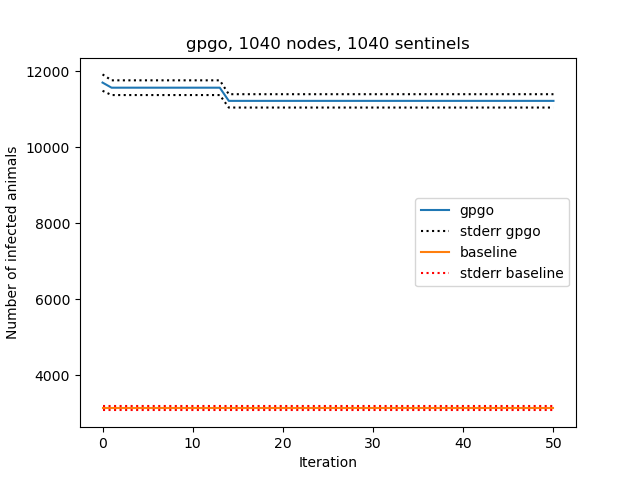 gpgo, 1040 nodes, 1040 sentinels
12000
10000
8000
6000
4000
Number of infected animals
gpgo
stderr gpgo
baseline
stderr baseline
0
10
20
30
40
50
Iteration